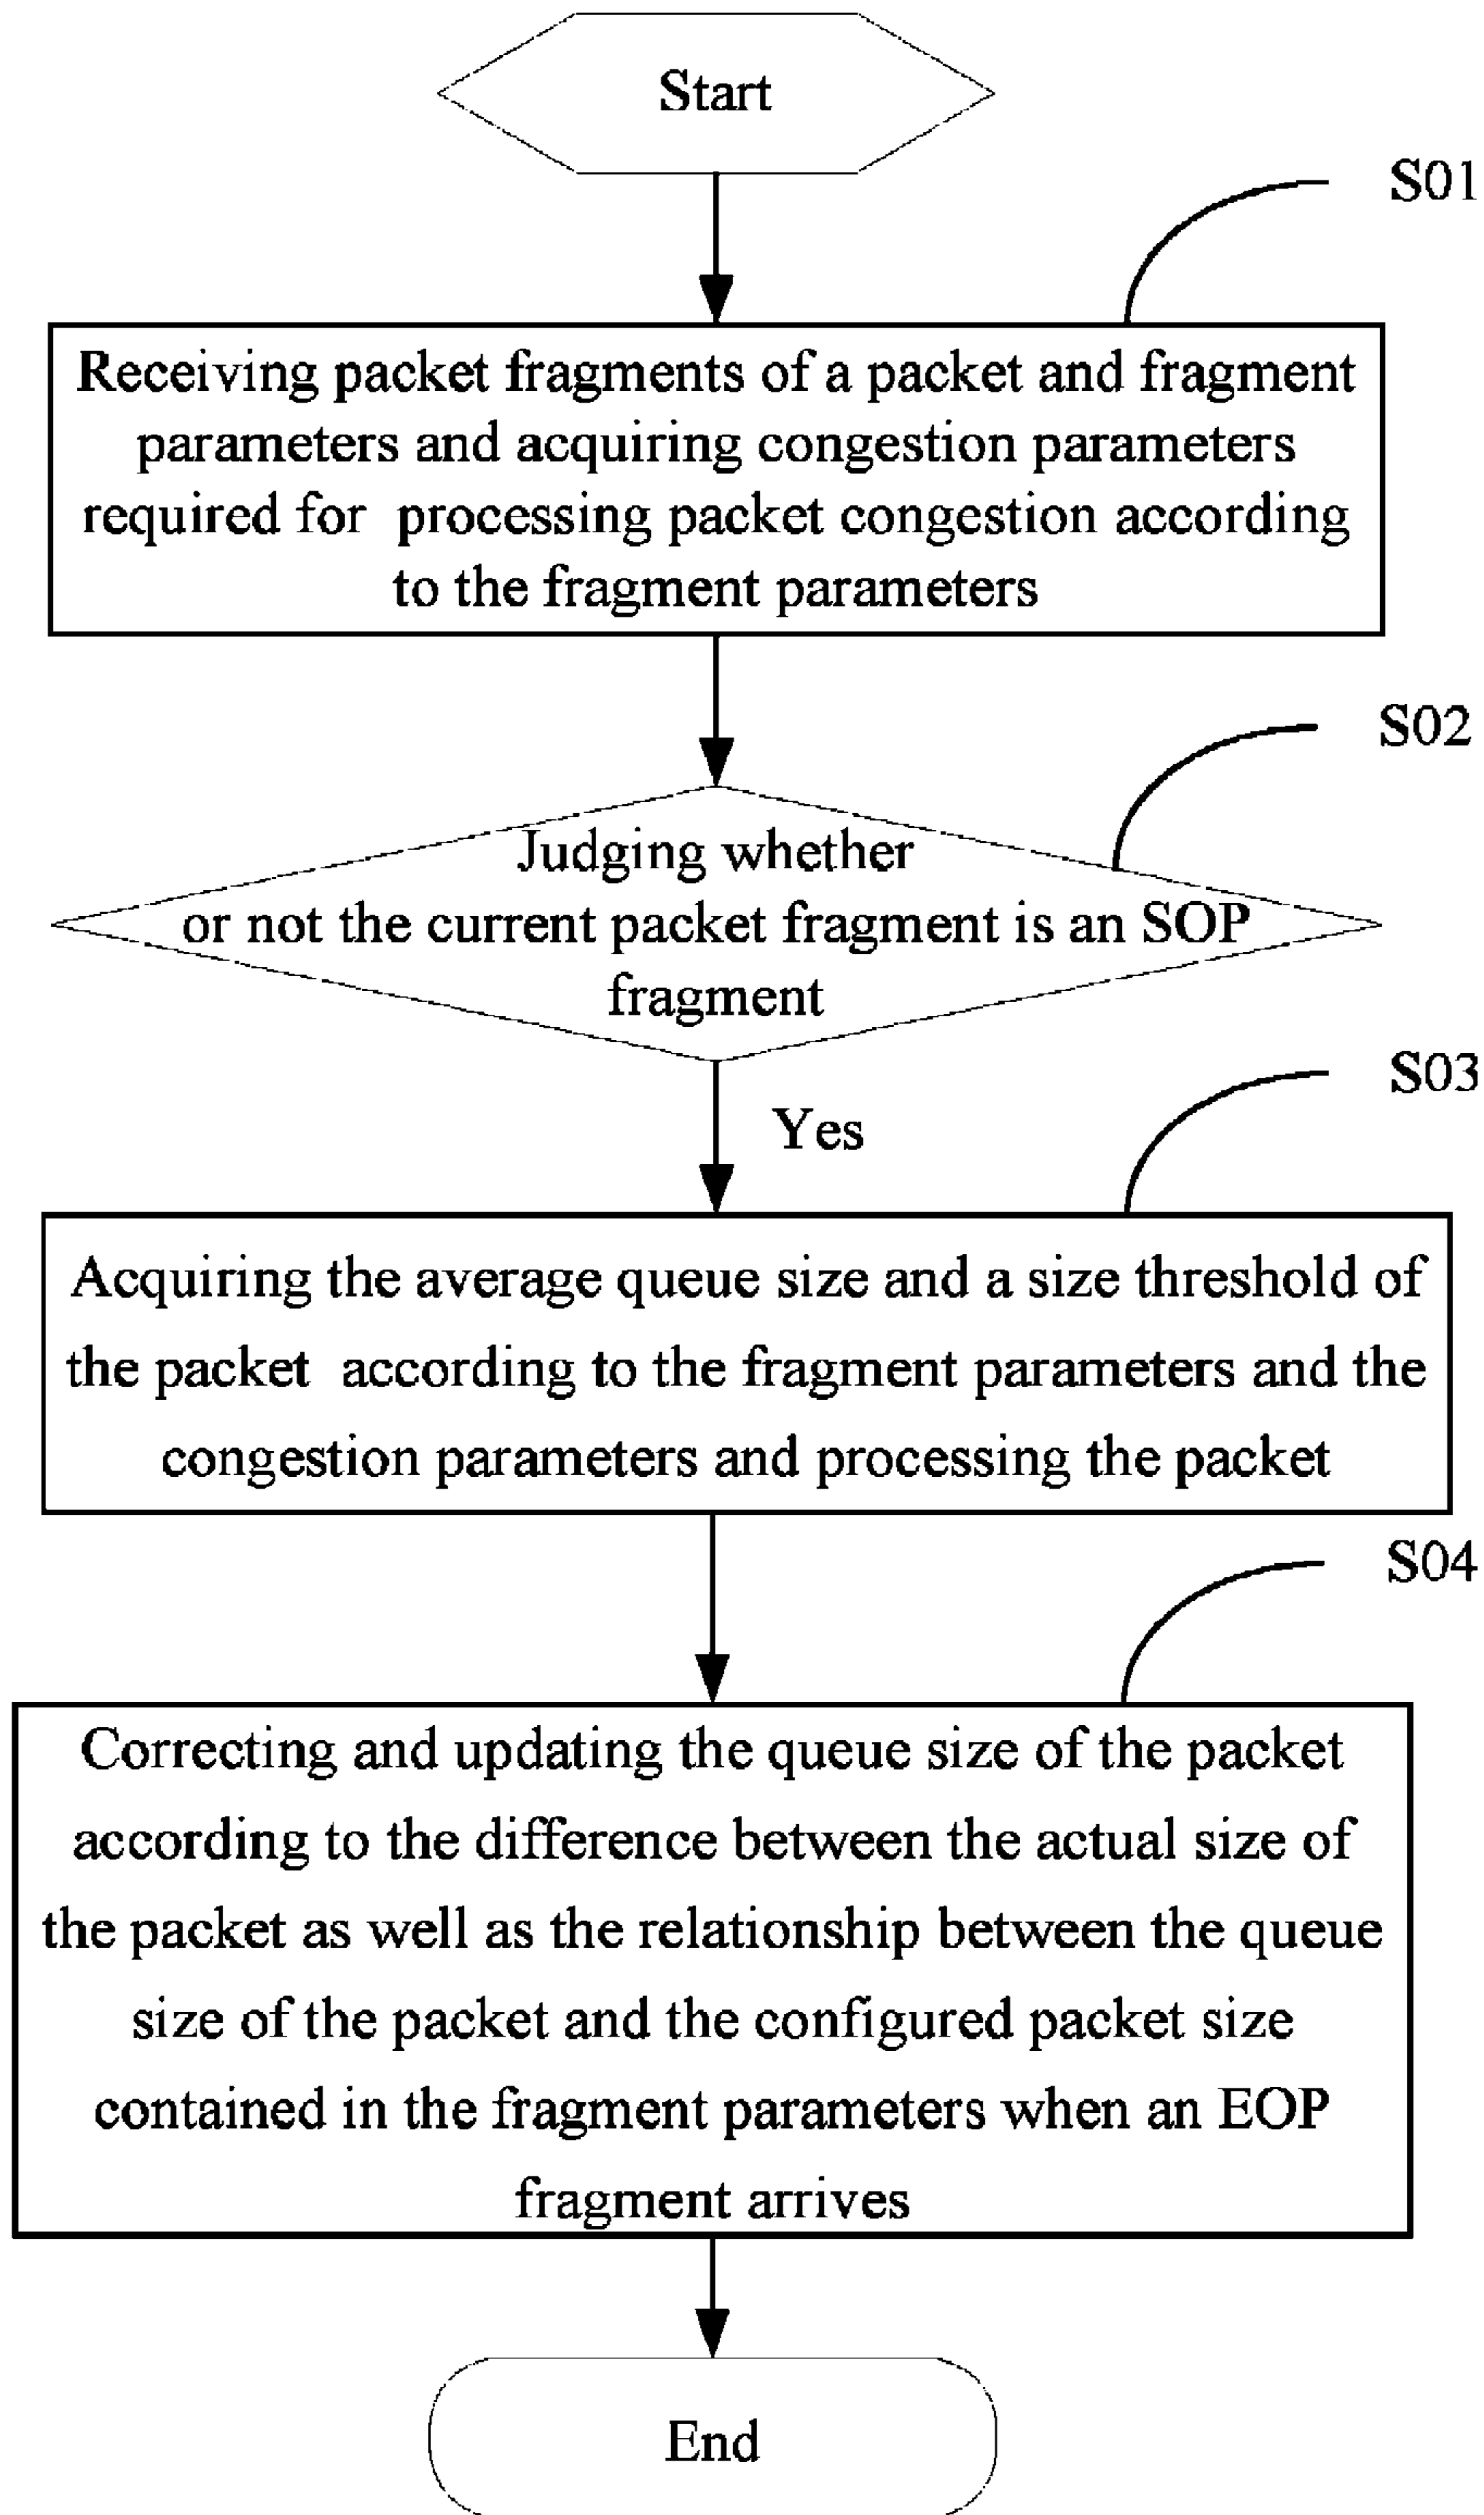 Start
S01
Receiving packet fragments of a packet and fragment
parameters and acquiring congestion parameters
required for processing packet congestion according
to the fragment parameters
S02
Judging whether
or not the current packet fragment is an SOP
fragment
S03
Yes
Acquiring the average queue size and a size threshold of
the packet according to the fragment parameters and the
congestion parameters and processing the packet
S04
Correcting and updating the queue size of the packet
according to the difference between the actual size of
the packet as well as the relationship between the queue
size of the packet and the configured packet size
contained in the fragment parameters when an EOP
fragment arrives
End